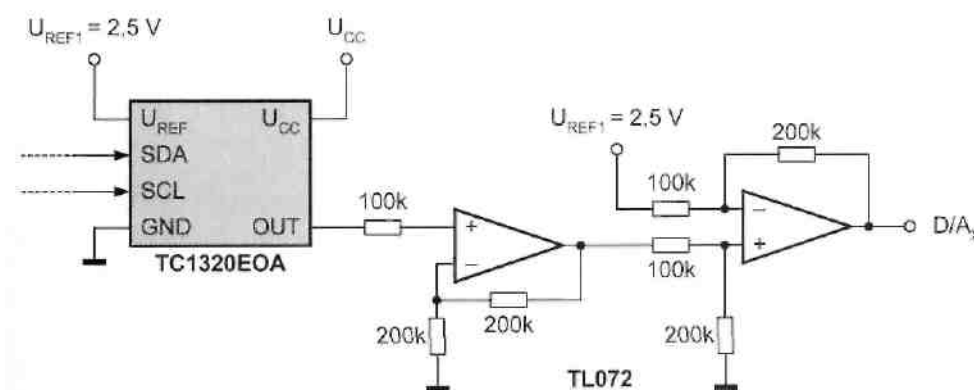 U_REF1 = 2,5 V
U_CC
U_REF
U_CC
SDA
SCL
GND
OUT
TC1320EOA
100k
+
−
200k
200k
U_REF1 = 2,5 V
100k
200k
−
+
100k
200k
TL072